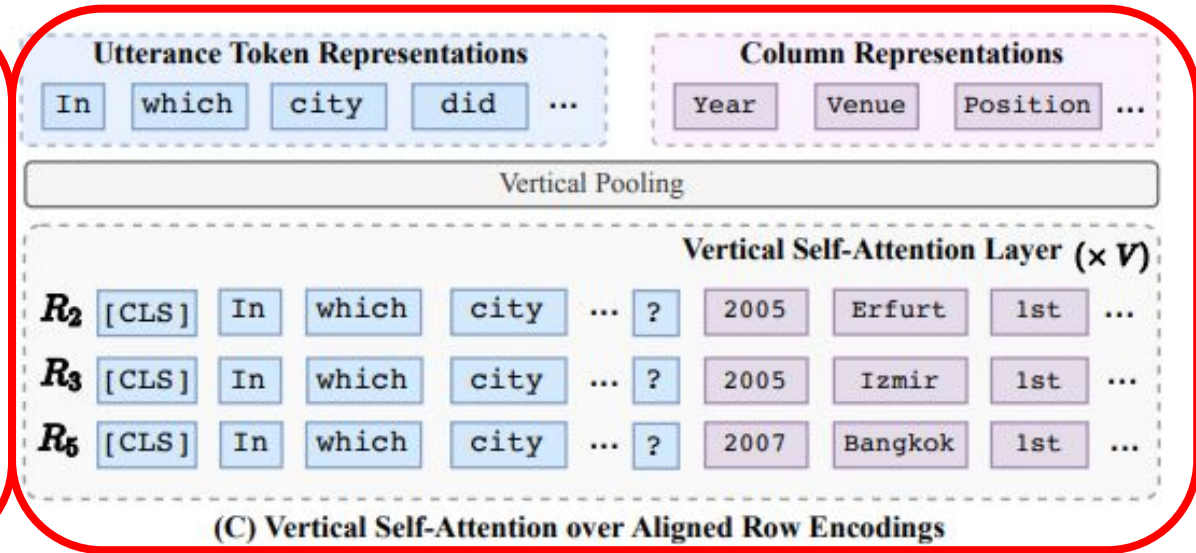 Utterance Token Representations
In which city did ...
Column Representations
Year Venue Position ...
Vertical Pooling
Vertical Self-Attention Layer (× V)
R2 [CLS] In which city ... ? 2005 Erfurt 1st ...
R3 [CLS] In which city ... ? 2005 Izmir 1st ...
R5 [CLS] In which city ... ? 2007 Bangkok 1st ...
(C) Vertical Self-Attention over Aligned Row Encodings